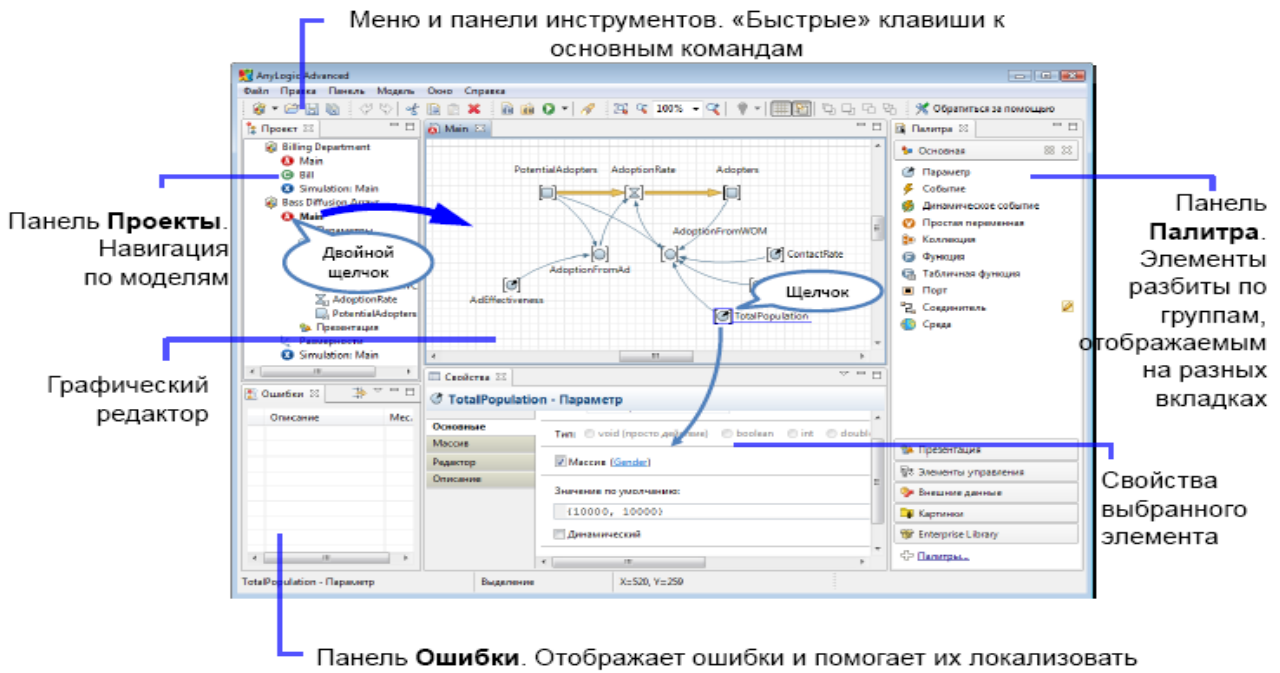 Меню и панели инструментов. «Быстрые» клавиши к
основным командам
AnyLogic Advanced
Файл Правка Панель Модель Окно Справка
100%
Обратиться за помощью
Проект
Billing Department
Main
Bill
Simulation: Main
Bass Diffusion Arrays
Main
Параметры
AdoptionRate
PotentialAdopters
Презентация
Размерности
Simulation: Main
Двойной
щелчок
Main
PotentialAdopters AdoptionRate Adopters
AdoptionFromWOM
ContactRate
AdoptionFromAd
AdEffectiveness
TotalPopulation
Щелчок
Палитра
Основная
Параметр
Событие
Динамическое событие
Простая переменная
Коллекция
Функция
Табличная функция
Порт
Соединитель
Среда
Презентация
Элементы управления
Внешние данные
Картинки
Enterprise Library
Палитры...
Ошибки
Описание Мес.
Свойства
TotalPopulation - Параметр
Основные
Массив
Редактор
Описание
Тип: void (просто действие) boolean int double
Массив (Gender)
Значение по умолчанию:
{10000, 10000}
Динамический
TotalPopulation - Параметр Выделение X=520, Y=259
Панель Проекты.
Навигация
по моделям
Графический
редактор
Панель
Палитра.
Элементы
разбиты по
группам,
отображаемым
на разных
вкладках
Свойства
выбранного
элемента
Панель Ошибки. Отображает ошибки и помогает их локализовать